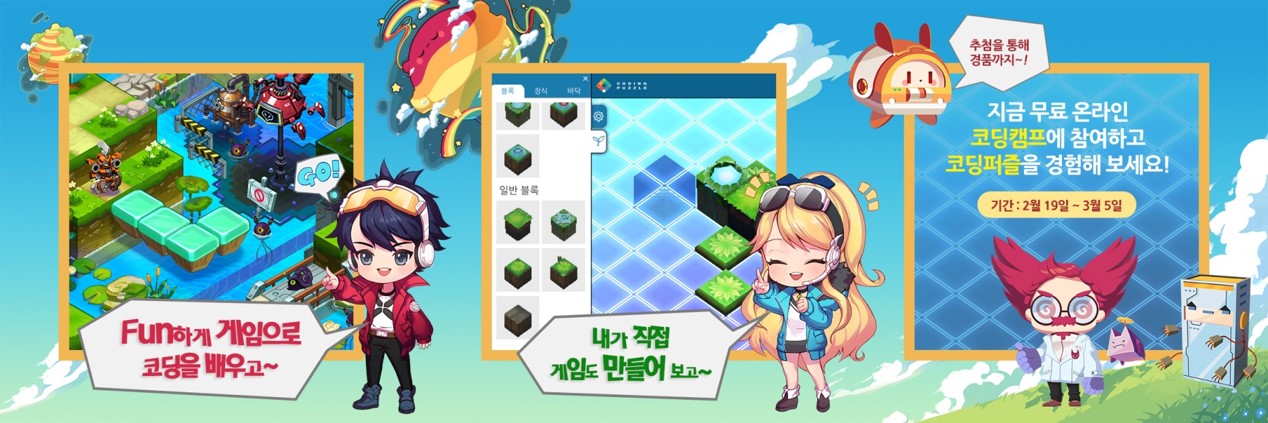 GO!
Fun하게 게임으로
코딩을 배우고~
블록 장식 바닥
CODING
PUZZLE
일반 블록
내가 직접
게임도 만들어 보고~
추첨을 통해
경품까지~!
지금 무료 온라인
코딩캠프에 참여하고
코딩퍼즐을 경험해 보세요!
기간 : 2월 19일 ~ 3월 5일